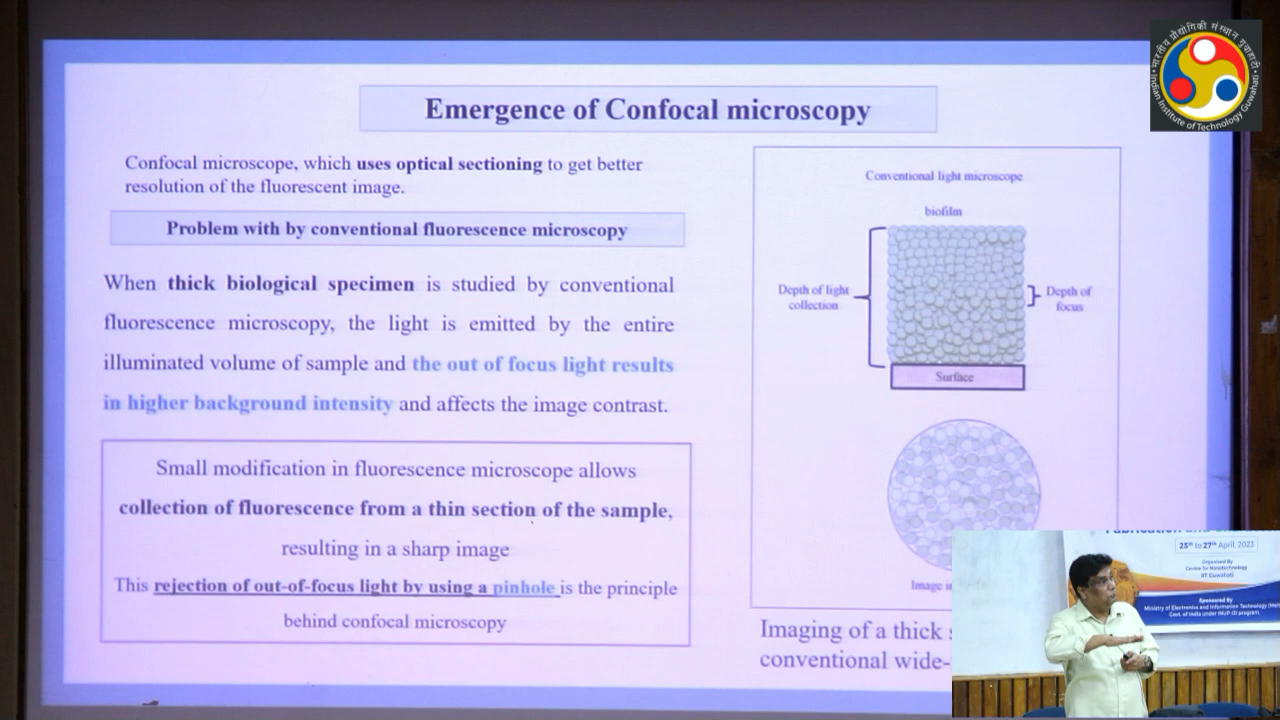 Emergence of Confocal microscopy
Confocal microscope, which uses optical sectioning to get better
resolution of the fluorescent image.
Problem with by conventional fluorescence microscopy
When thick biological specimen is studied by conventional
fluorescence microscopy, the light is emitted by the entire
illuminated volume of sample and the out of focus light results
in higher background intensity and affects the image contrast.
Small modification in fluorescence microscope allows
collection of fluorescence from a thin section of the sample,
resulting in a sharp image
This rejection of out-of-focus light by using a pinhole is the principle
behind confocal microscopy
Conventional light microscope
biofilm
Depth of light
collection
Depth of
focus
Surface
Image
Imaging of a thick
conventional wide-
भारतीय प्रौद्योगिकी संस्थान गुवाहाटी
Indian Institute of Technology Guwahati
25th to 27th April, 2023
Organised By
Centre for Nanotechnology
IIT Guwahati
Sponsored By
Ministry of Electronics and Information Technology
Govt. of India under INUP i2i program.